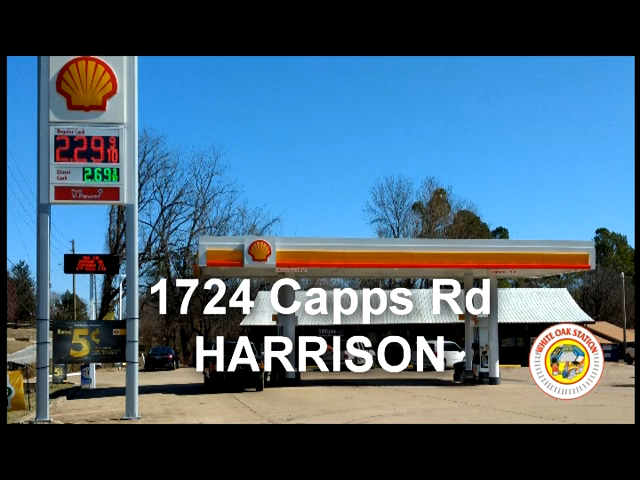 Regular Cash
2.29 9/10
Diesel
Cash
2.69 9/10
V-Power
SAVE
5¢
1724 Capps Rd
HARRISON
WHITE OAK STATION